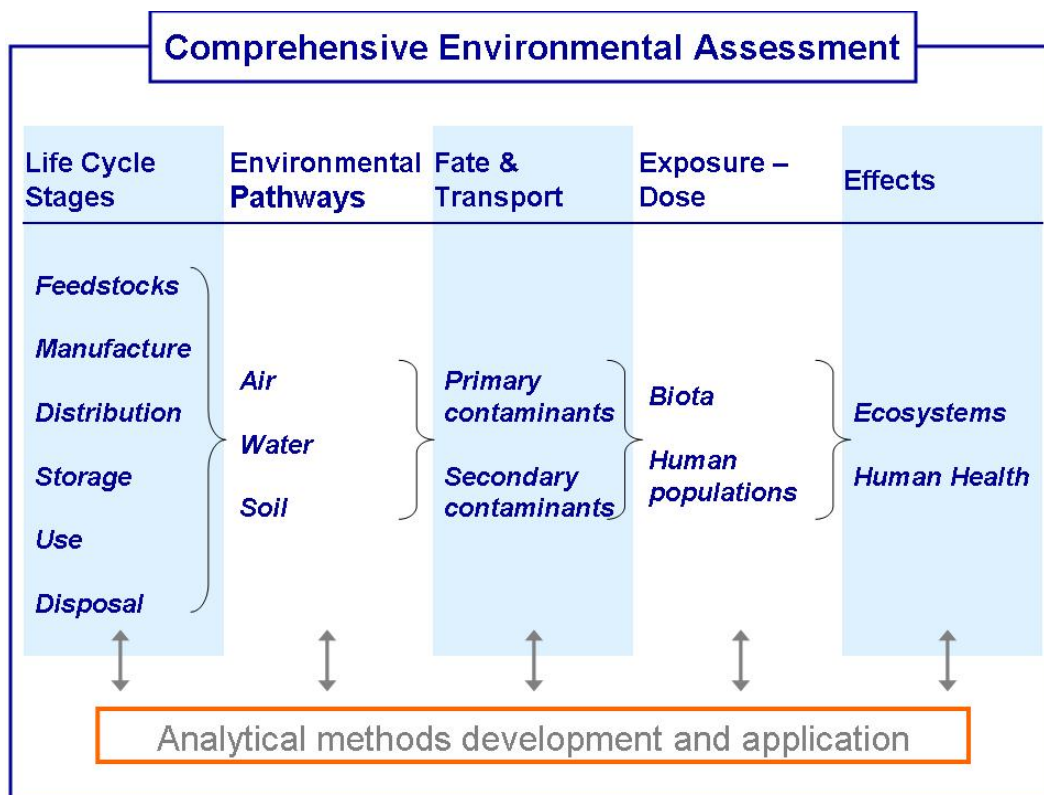 Comprehensive Environmental Assessment
Life Cycle
Stages
Environmental
Pathways
Fate &
Transport
Exposure –
Dose
Effects
Feedstocks
Manufacture
Distribution
Storage
Use
Disposal
Air
Water
Soil
Primary
contaminants
Secondary
contaminants
Biota
Human
populations
Ecosystems
Human Health
Analytical methods development and application